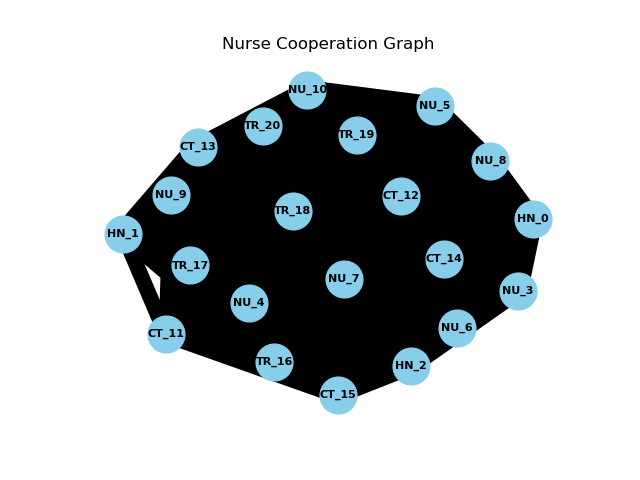 Nurse Cooperation Graph
NU_10
NU_5
TR_20
TR_19
CT_13
NU_8
NU_9
CT_12
TR_18
HN_0
HN_1
CT_14
TR_17
NU_7
NU_3
NU_4
NU_6
CT_11
TR_16
HN_2
CT_15